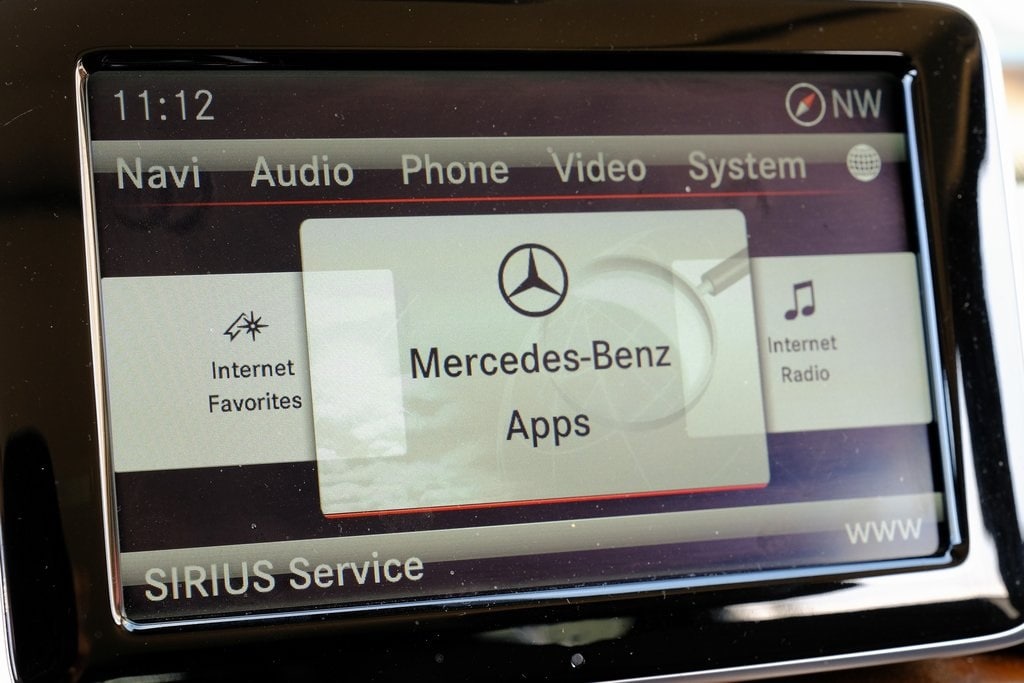 11:12 NW
Navi Audio Phone Video System
Internet
Favorites
Mercedes-Benz
Apps
Internet
Radio
www
SIRIUS Service